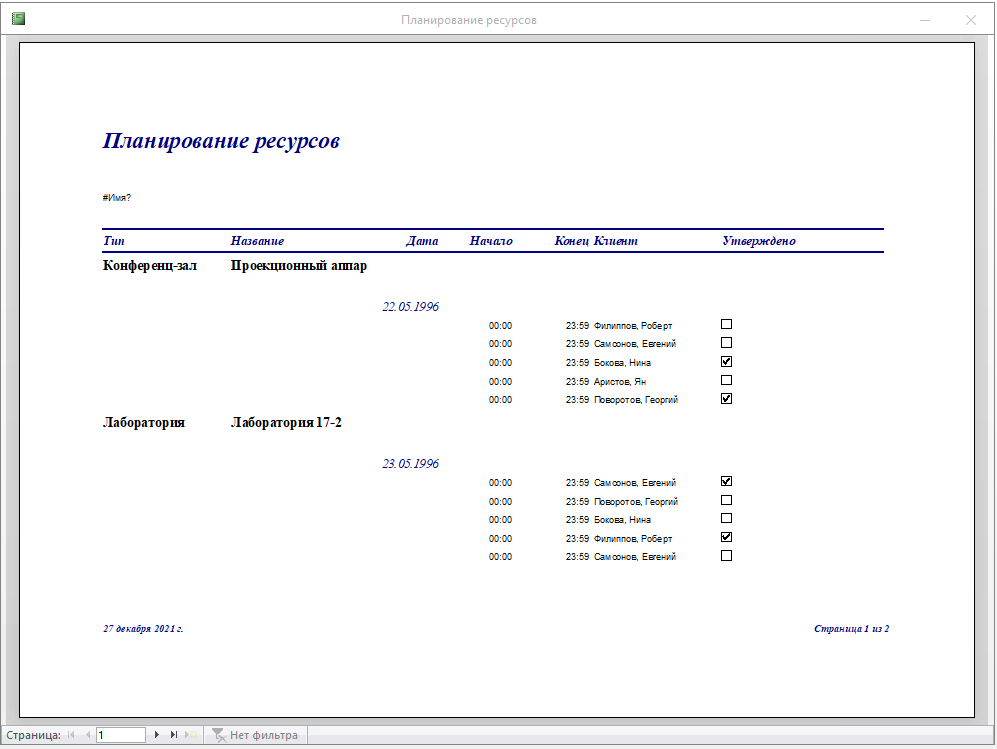 Планирование ресурсов
Планирование ресурсов
#Имя?
Тип Название Дата Начало Конец Клиент Утверждено
Конференц-зал Проекционный аппар
22.05.1996
00:00 23:59 Филиппов, Роберт
00:00 23:59 Самсонов, Евгений
00:00 23:59 Бокова, Нина
00:00 23:59 Аристов, Ян
00:00 23:59 Поворотов, Георгий
Лаборатория Лаборатория 17-2
23.05.1996
00:00 23:59 Самсонов, Евгений
00:00 23:59 Поворотов, Георгий
00:00 23:59 Бокова, Нина
00:00 23:59 Филиппов, Роберт
00:00 23:59 Самсонов, Евгений
27 декабря 2021 г. Страница 1 из 2
Страница: 1 Нет фильтра